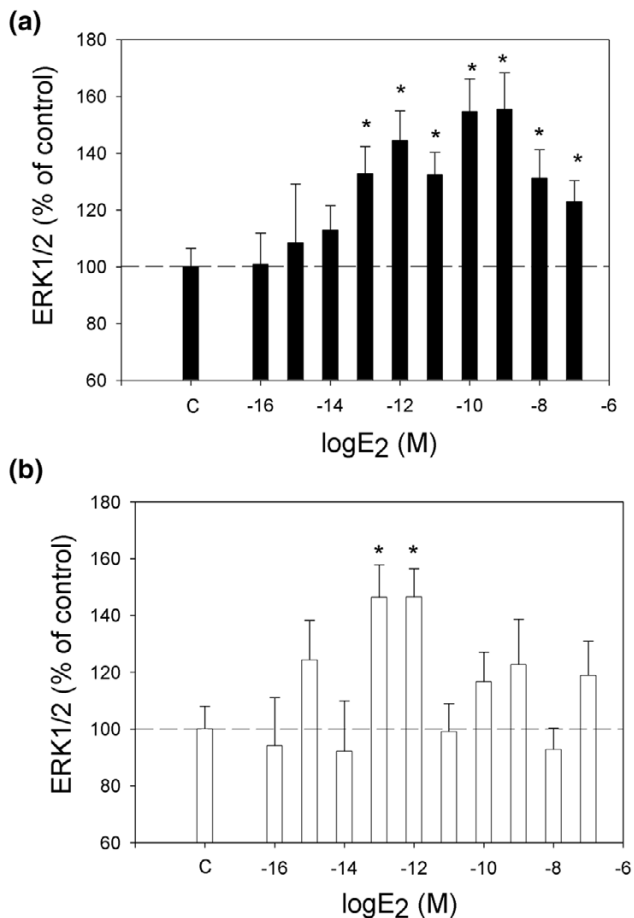 (a)
180
160
140
120
100
80
60
ERK1/2 (% of control)
* * * * * * *
C -16 -14 -12 -10 -8 -6
logE2 (M)
(b)
180
160
140
120
100
80
60
ERK1/2 (% of control)
* *
C -16 -14 -12 -10 -8 -6
logE2 (M)